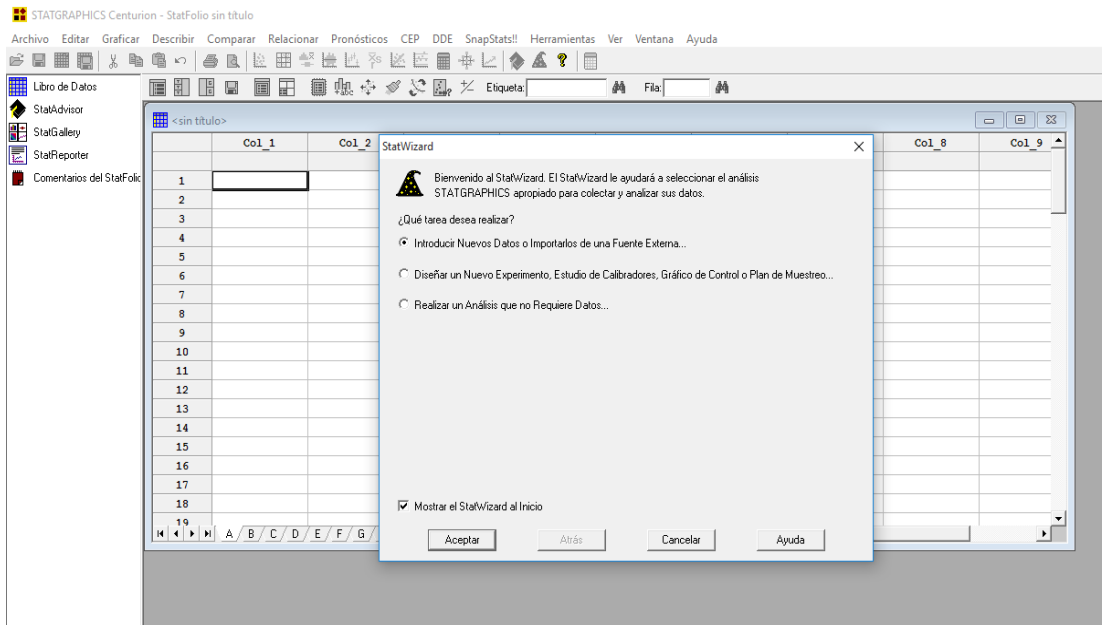 STATGRAPHICS Centurion - StatFolio sin título
Archivo Editar Graficar Describir Comparar Relacionar Pronósticos CEP DDE SnapStats!! Herramientas Ver Ventana Ayuda
Etiqueta: Fila:
Libro de Datos
StatAdvisor
StatGallery
StatReporter
Comentarios del StatFolio
<sin título>
Col_1 Col_2 Col_8 Col_9
1
2
3
4
5
6
7
8
9
10
11
12
13
14
15
16
17
18
19
A B C D E F G
StatWizard
Bienvenido al StatWizard. El StatWizard le ayudará a seleccionar el análisis
STATGRAPHICS apropiado para colectar y analizar sus datos.
¿Qué tarea desea realizar?
Introducir Nuevos Datos o Importarlos de una Fuente Externa...
Diseñar un Nuevo Experimento, Estudio de Calibradores, Gráfico de Control o Plan de Muestreo...
Realizar un Análisis que no Requiere Datos...
Mostrar el StatWizard al Inicio
Aceptar Atrás Cancelar Ayuda